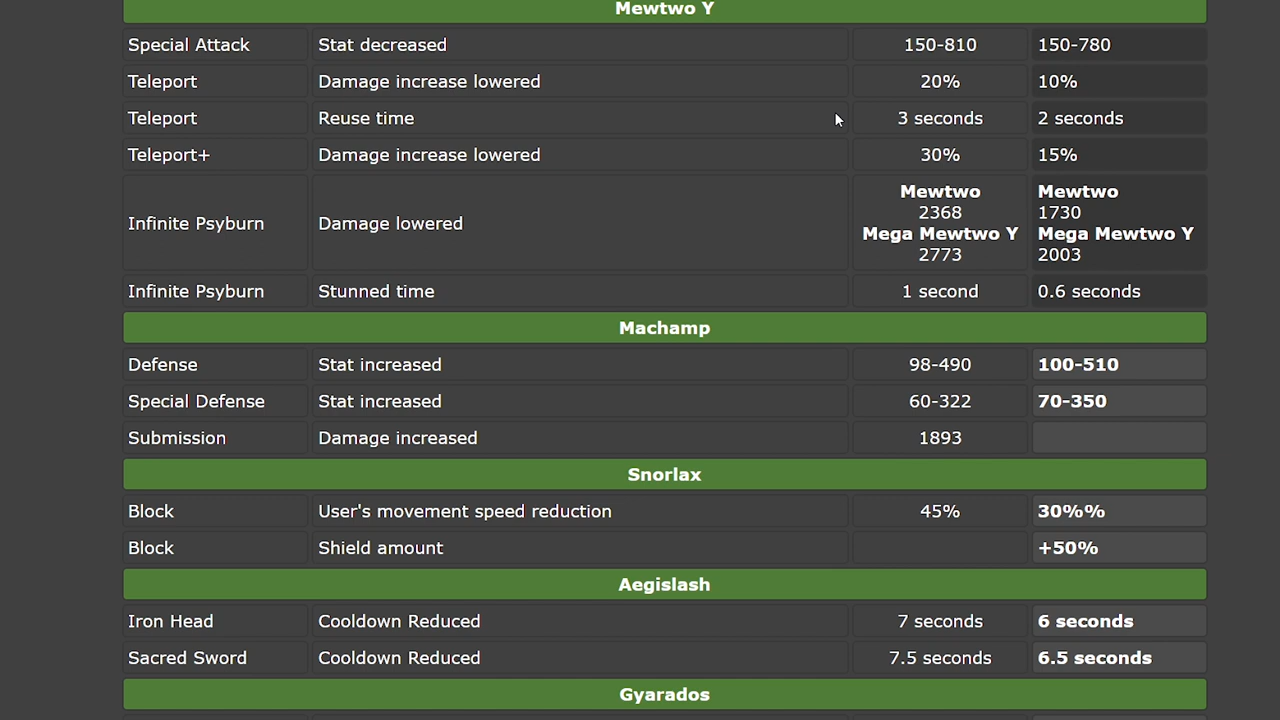 Mewtwo Y
Special Attack Stat decreased 150-810 150-780
Teleport Damage increase lowered 20% 10%
Teleport Reuse time 3 seconds 2 seconds
Teleport+ Damage increase lowered 30% 15%
Infinite Psyburn Damage lowered
Mewtwo
2368
Mega Mewtwo Y
2773
Mewtwo
1730
Mega Mewtwo Y
2003
Infinite Psyburn Stunned time 1 second 0.6 seconds
Machamp
Defense Stat increased 98-490 100-510
Special Defense Stat increased 60-322 70-350
Submission Damage increased 1893
Snorlax
Block User's movement speed reduction 45% 30%%
Block Shield amount +50%
Aegislash
Iron Head Cooldown Reduced 7 seconds 6 seconds
Sacred Sword Cooldown Reduced 7.5 seconds 6.5 seconds
Gyarados